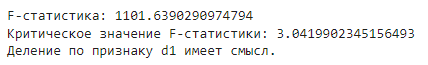 F-статистика: 1101.6390290974794
Критическое значение F-статистики: 3.0419902345156493
Деление по признаку d1 имеет смысл.